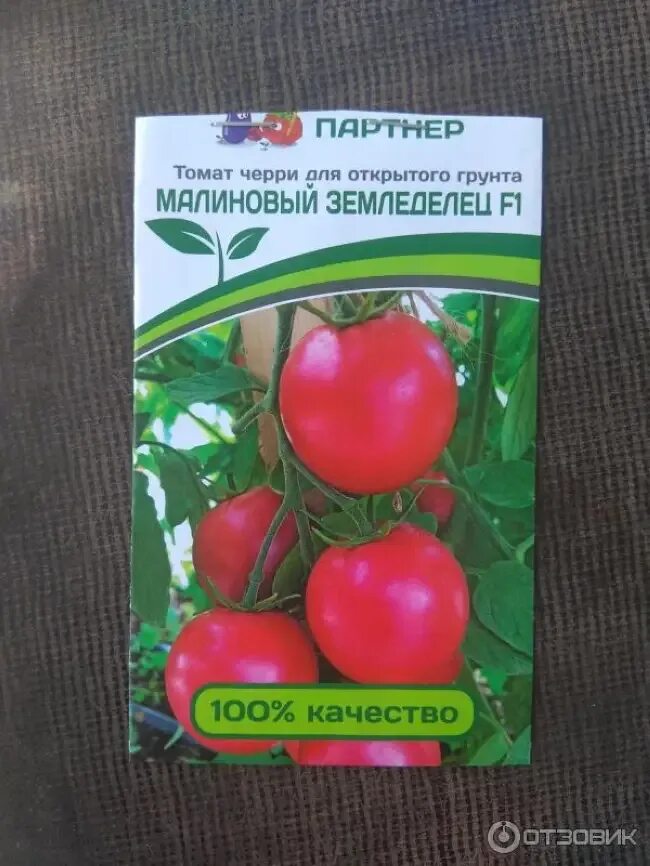 ПАРТНЕР
Томат черри для открытого грунта
МАЛИНОВЫЙ ЗЕМЛЕДЕЛЕЦ F1
100% качество
ОТЗОВИК